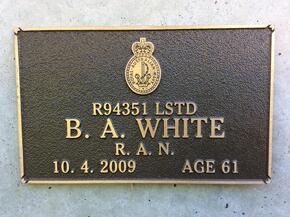 R94351 LSTD
B. A. WHITE
R. A. N.
10. 4. 2009 AGE 61